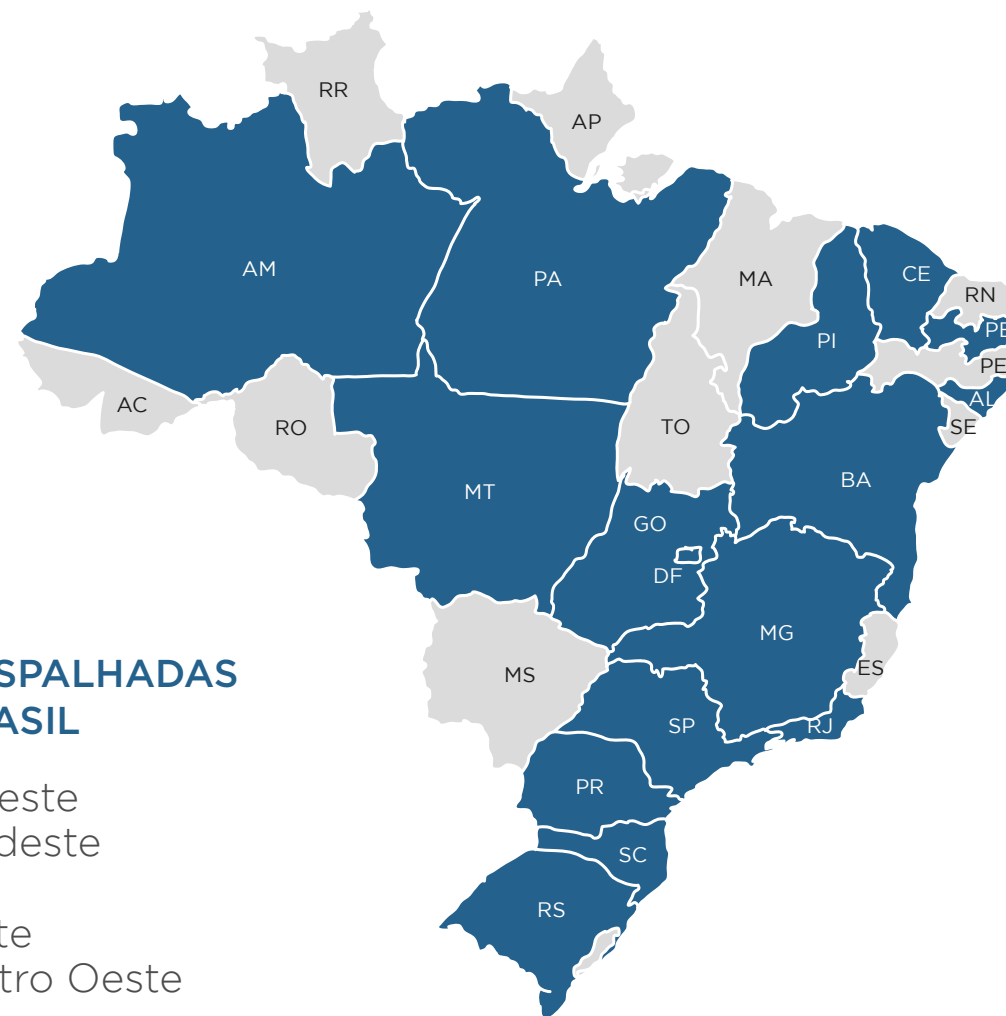 RR
AP
AM
PA
MA
CE
RN
PB
PI
PE
AC
AL
RO
TO
SE
BA
MT
GO
DF
MG
SPALHADAS
MS
ES
ASIL
SP
RJ
PR
este
deste
SC
RS
te
tro Oeste